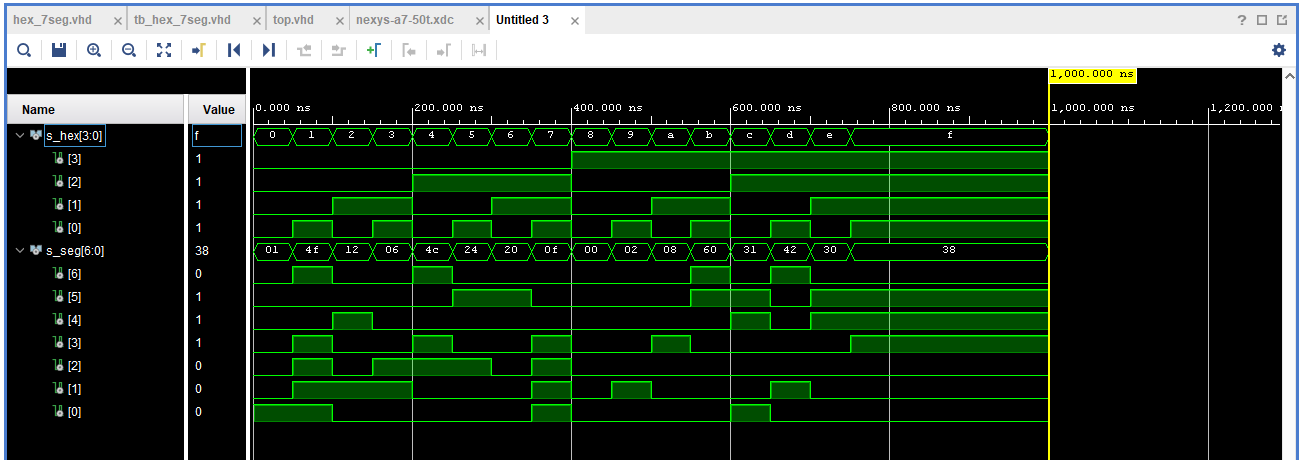 hex_7seg.vhd × tb_hex_7seg.vhd × top.vhd × nexys-a7-50t.xdc × Untitled 3 ×
?
1,000.000 ns
Name Value 0.000 ns 200.000 ns 400.000 ns 600.000 ns 800.000 ns 1,000.000 ns 1,200.00
s_hex[3:0] f 0 1 2 3 4 5 6 7 8 9 a b c d e f
[3] 1
[2] 1
[1] 1
[0] 1
s_seg[6:0] 38 01 4f 12 06 4c 24 20 0f 00 02 08 60 31 42 30 38
[6] 0
[5] 1
[4] 1
[3] 1
[2] 0
[1] 0
[0] 0